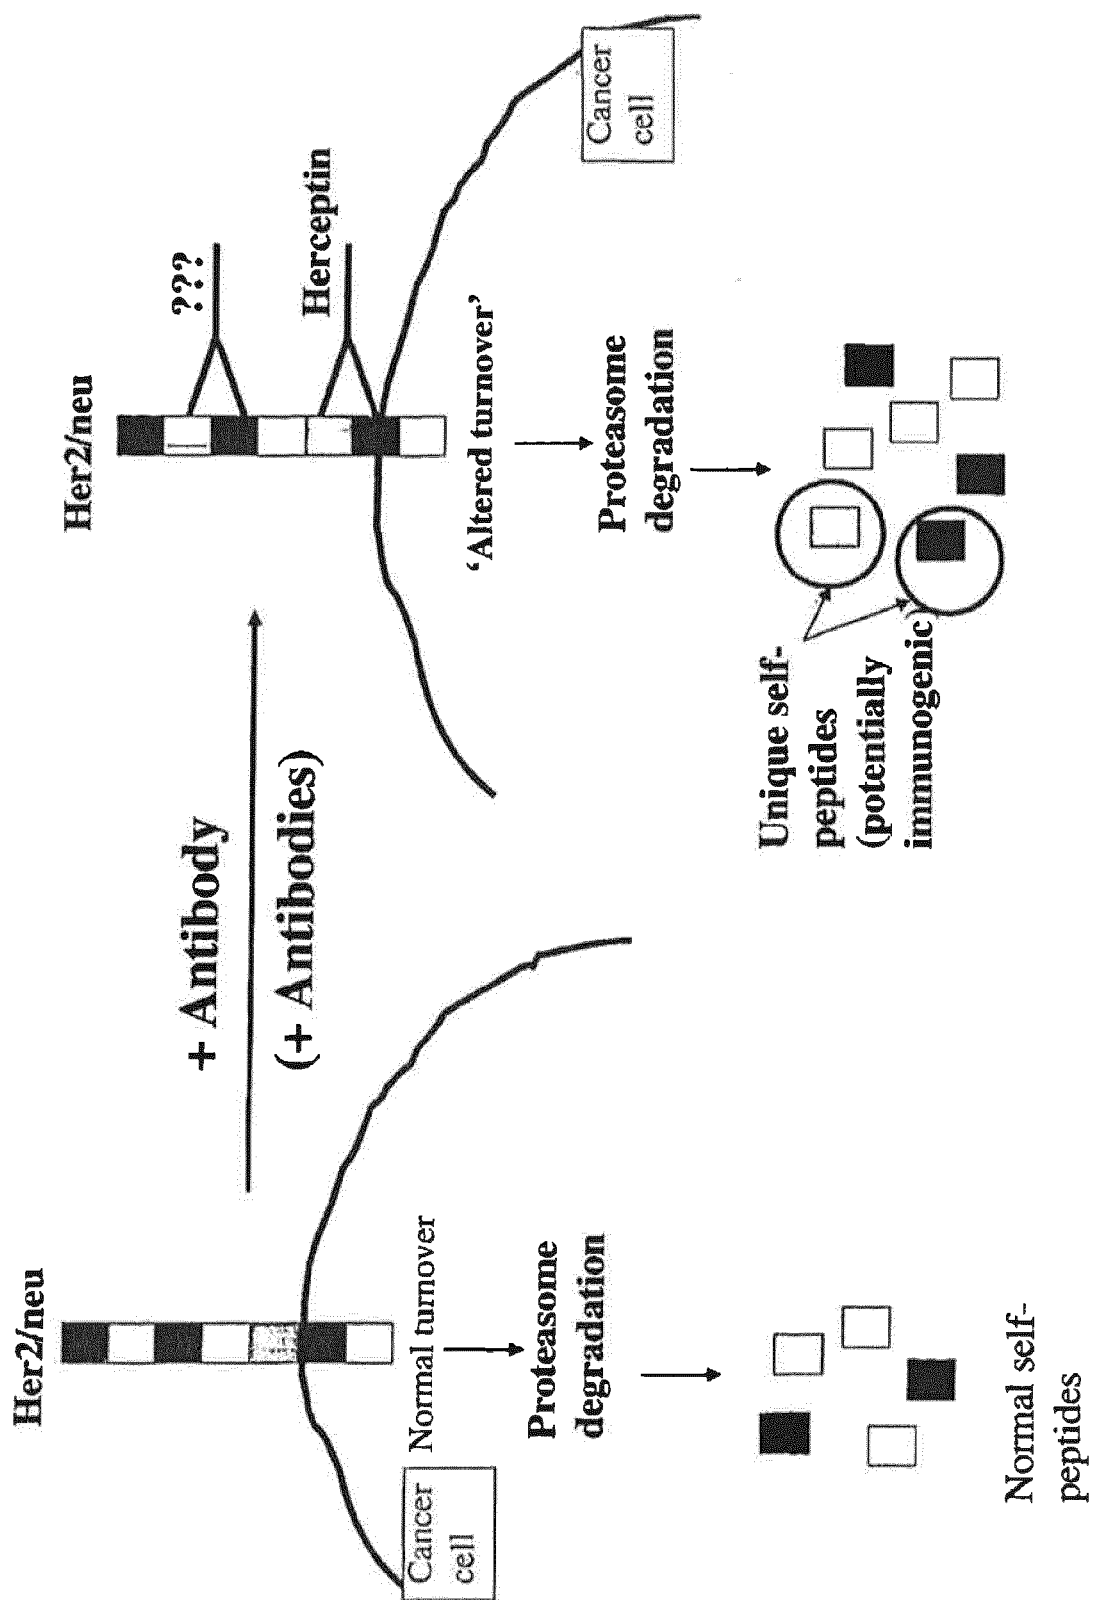 Her2/neu
Cancer
cell
Normal turnover
Proteasome
degradation
Normal self-
peptides
+ Antibody
(+ Antibodies)
Her2/neu
???
Herceptin
Cancer
cell
‘Altered turnover’
Proteasome
degradation
Unique self-
peptides
(potentially
immunogenic)